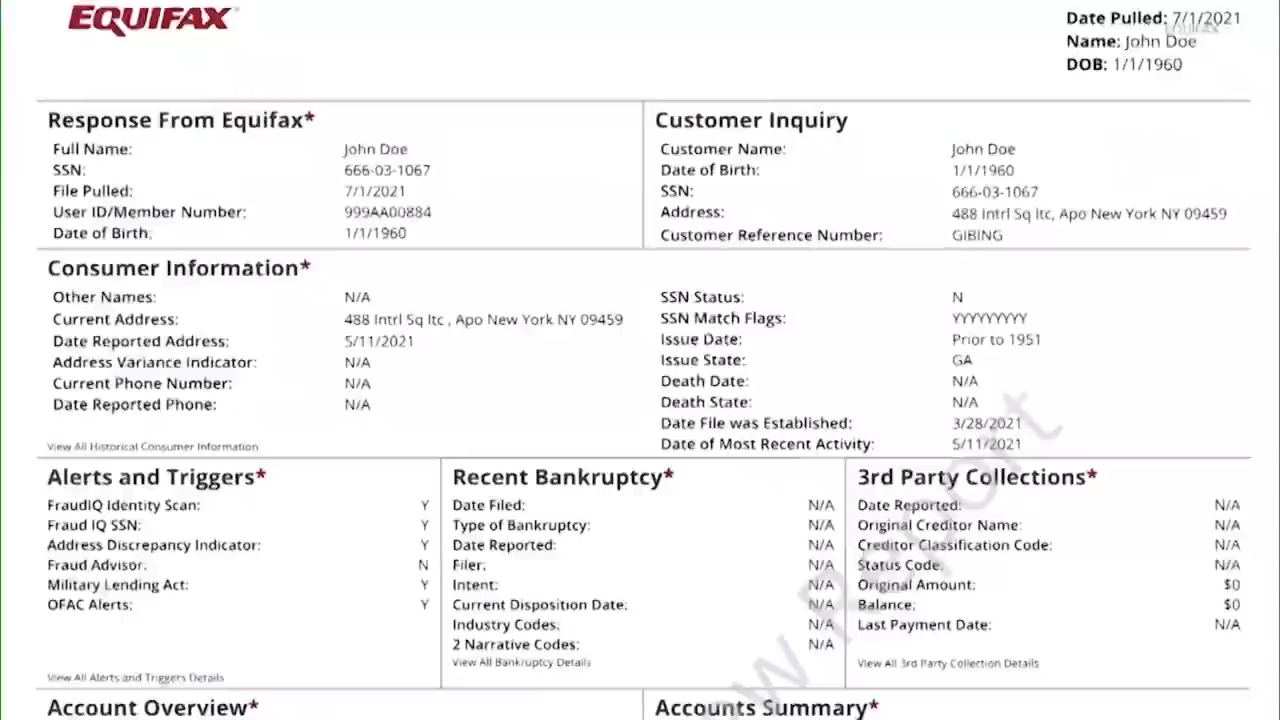 EQUIFAX
Date Pulled: 7/1/2021
Name: John Doe
DOB: 1/1/1960
Response From Equifax*
Full Name: John Doe
SSN: 666-03-1067
File Pulled: 7/1/2021
User ID/Member Number: 999AA00884
Date of Birth: 1/1/1960
Customer Inquiry
Customer Name: John Doe
Date of Birth: 1/1/1960
SSN: 666-03-1067
Address: 488 Intrl Sq Itc, Apo New York NY 09459
Customer Reference Number: GIBING
Consumer Information*
Other Names: N/A
Current Address: 488 Intrl Sq Itc , Apo New York NY 09459
Date Reported Address: 5/11/2021
Address Variance Indicator: N/A
Current Phone Number: N/A
Date Reported Phone: N/A
View All Historical Consumer Information
SSN Status: N
SSN Match Flags: YYYYYYYYY
Issue Date: Prior to 1951
Issue State: GA
Death Date: N/A
Death State: N/A
Date File was Established: 3/28/2021
Date of Most Recent Activity: 5/11/2021
Alerts and Triggers*
FraudIQ Identity Scan: Y
Fraud IQ SSN: Y
Address Discrepancy Indicator: Y
Fraud Advisor: N
Military Lending Act: Y
OFAC Alerts: Y
View All Alerts and Triggers Details
Recent Bankruptcy*
Date Filed: N/A
Type of Bankruptcy: N/A
Date Reported: N/A
Filer: N/A
Intent: N/A
Current Disposition Date: N/A
Industry Codes: N/A
2 Narrative Codes: N/A
View All Bankruptcy Details
3rd Party Collections*
Date Reported: N/A
Original Creditor Name: N/A
Creditor Classification Code: N/A
Status Code: N/A
Original Amount: $0
Balance: $0
Last Payment Date: N/A
View All 3rd Party Collection Details
Account Overview*
Accounts Summary*
w Report